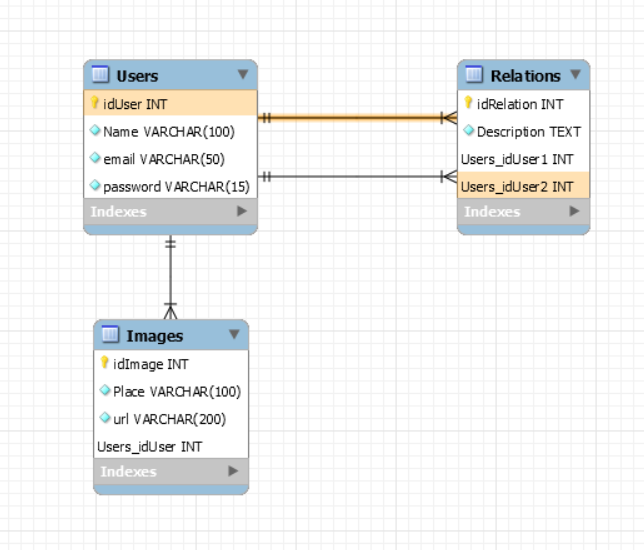 Users
idUser INT
Name VARCHAR(100)
email VARCHAR(50)
password VARCHAR(15)
Indexes
Relations
idRelation INT
Description TEXT
Users_idUser1 INT
Users_idUser2 INT
Indexes
Images
idImage INT
Place VARCHAR(100)
url VARCHAR(200)
Users_idUser INT
Indexes